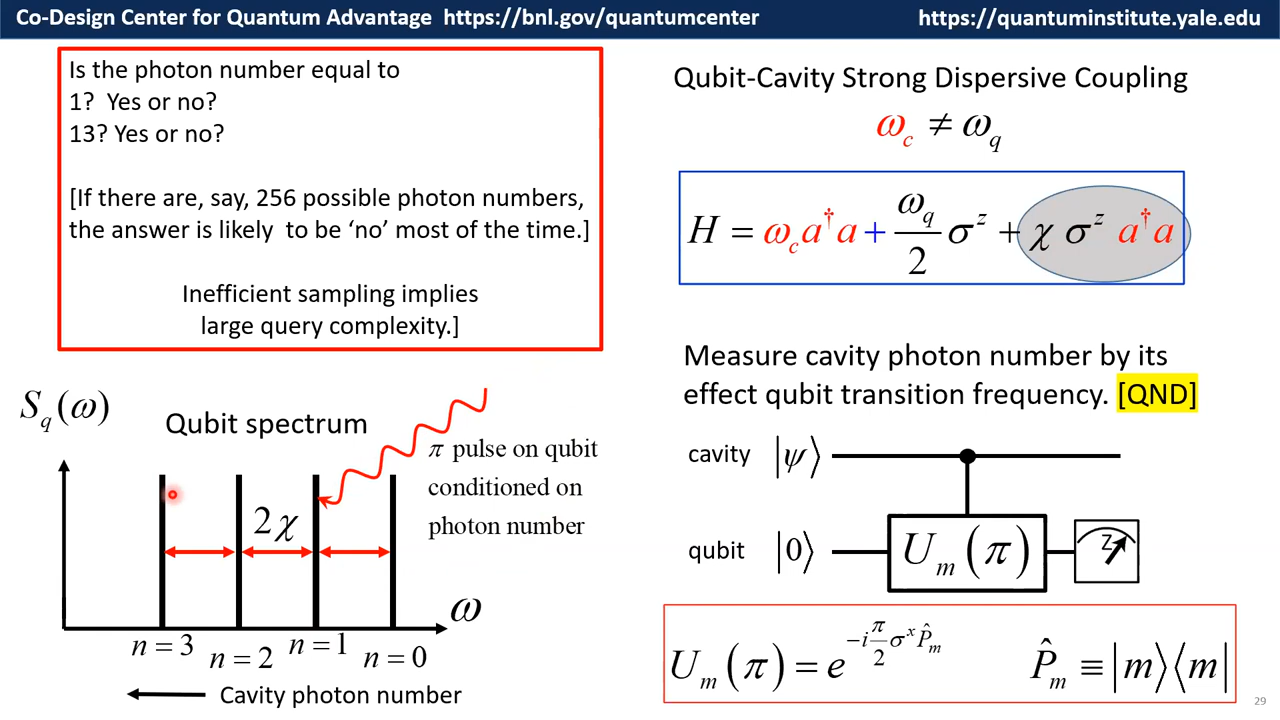 Co-Design Center for Quantum Advantage https://bnl.gov/quantumcenter
https://quantuminstitute.yale.edu
Is the photon number equal to
1? Yes or no?
13? Yes or no?
[If there are, say, 256 possible photon numbers,
the answer is likely to be ‘no’ most of the time.]
Inefficient sampling implies
large query complexity.]
Qubit-Cavity Strong Dispersive Coupling
ω_c ≠ ω_q
H = ω_c a†a + ω_q/2 σ^z + χ σ^z a†a
Measure cavity photon number by its
effect qubit transition frequency. [QND]
S_q(ω)
Qubit spectrum
π pulse on qubit
conditioned on
photon number
2χ
ω
n = 3
n = 2
n = 1
n = 0
Cavity photon number
cavity |ψ⟩
qubit |0⟩ U_m(π) Z
U_m(π) = e^{-i π/2 σ^x P̂_m} P̂_m ≡ |m⟩⟨m|
29